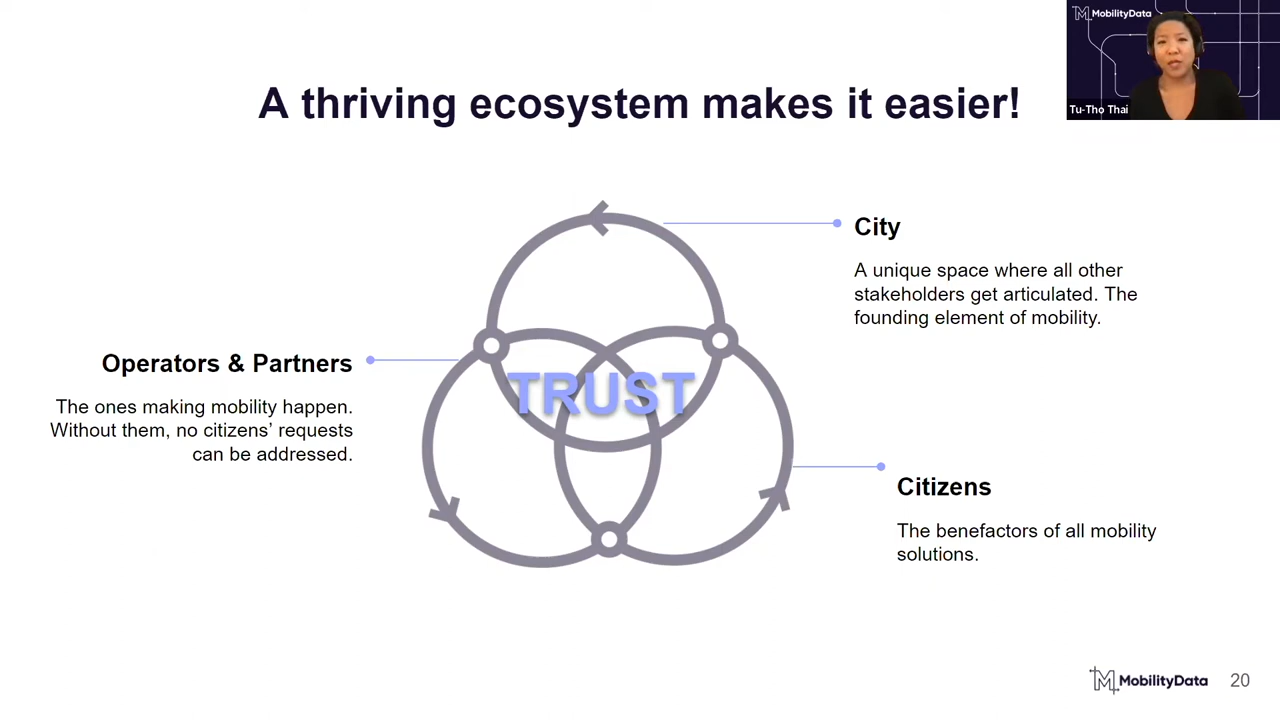 MobilityData
Tu-Tho Thai
A thriving ecosystem makes it easier!
City
A unique space where all other
stakeholders get articulated. The
founding element of mobility.
Operators & Partners
The ones making mobility happen.
Without them, no citizens’ requests
can be addressed.
TRUST
Citizens
The benefactors of all mobility
solutions.
MobilityData 20